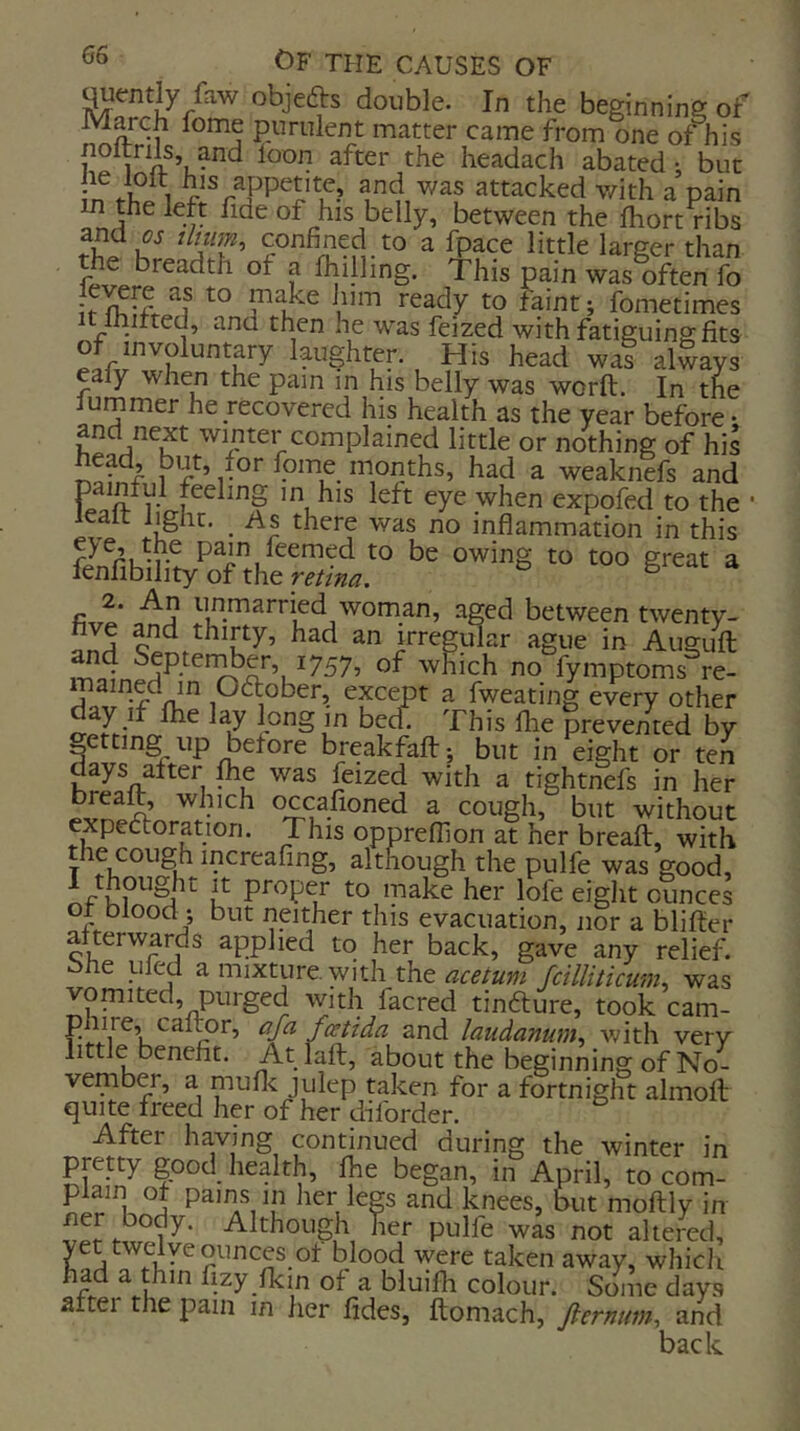 66 OF THE CAUSES OF
quently ſaw objects double. In the beginning of
March ſome purulent matter came from one of his
noſtrils, and ſoon after the headach abated; but
he loſt his appetite, and was attacked with a pain
in the left ſide of his belly, between the ſhort ribs
and os ilium, confined to a ſpace little larger than
the breadth of a ſhilling. This pain was often ſo
ſevere as to make him ready to faint; ſometimes
it ſhifted, and then he was ſeized with fatiguing fits
of involuntary laughter. His head was always
eaſy when the pain in his belly was worſt. In the
ſummer he recovered his health as the year before;
and next winter complained little or nothing of his
head, but, for ſome months, had a weakneſs and
painful feeling in his left eye when expoſed to the
leaſt light. As there was no inflammation in this
eye, the pain ſeemed to be owing to too great a
ſenſibility of the retina.
2. An unmarried woman, aged between twenty-
five and thirty, had an irregular ague in Auguſt
and September, 1757, of which no ſymptoms re-
mained in October, except a ſweating every other
day if ſhe lay long in bed. This ſhe prevented by
getting up before breakfaſt; but in eight or ten
days after ſhe was ſeized with a tightneſs in her
breaſt, which occaſioned a cough, but without
expectoration. This oppreſſion at her breaſt, with
the cough increaſing, although the pulſe was good,
I thought it proper to make her loſe eight ounces
of blood; but neither this evacuation, nor a bliſter
afterwards applied to her back, gave any relief.
She uſed a mixture with the acetum ſcilliticum, was
vomited, purged with ſacred tincture, took cam-
phire, caſtor, aſa fœtida and laudanum, with very
little benefit. At laſt, about the beginning of No-
vember, a muſk julep taken for a fortnight almoſt
quite freed her of her diſorder.
After having continued during the winter in
pretty good health, ſhe began, in April, to com-
plain of pains in her legs and knees, but moſtly in
her body. Although her pulſe was not altered,
yet twelve ounces of blood were taken away, which
had a thin ſizy ſkin of a bluiſh colour. Some days
after the pain in her ſides, ſtomach, ſternum, and
back